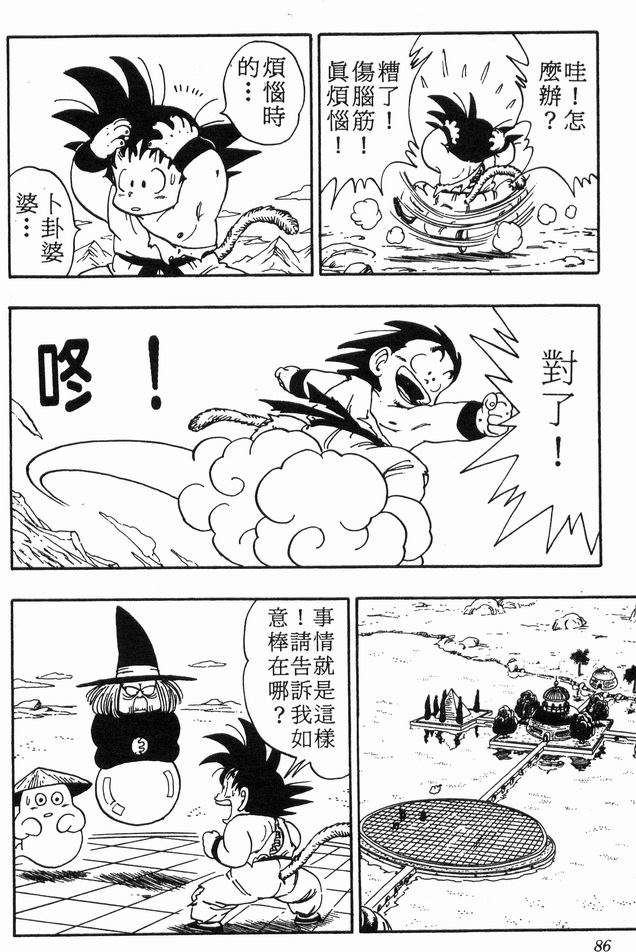 哇！怎
麼辦？
糟了！
傷腦筋！
真煩惱！
煩惱時
的…
卜卦婆
婆…
對了！
咚！
事情就是這樣
！請告訴我如
意棒在哪？
86